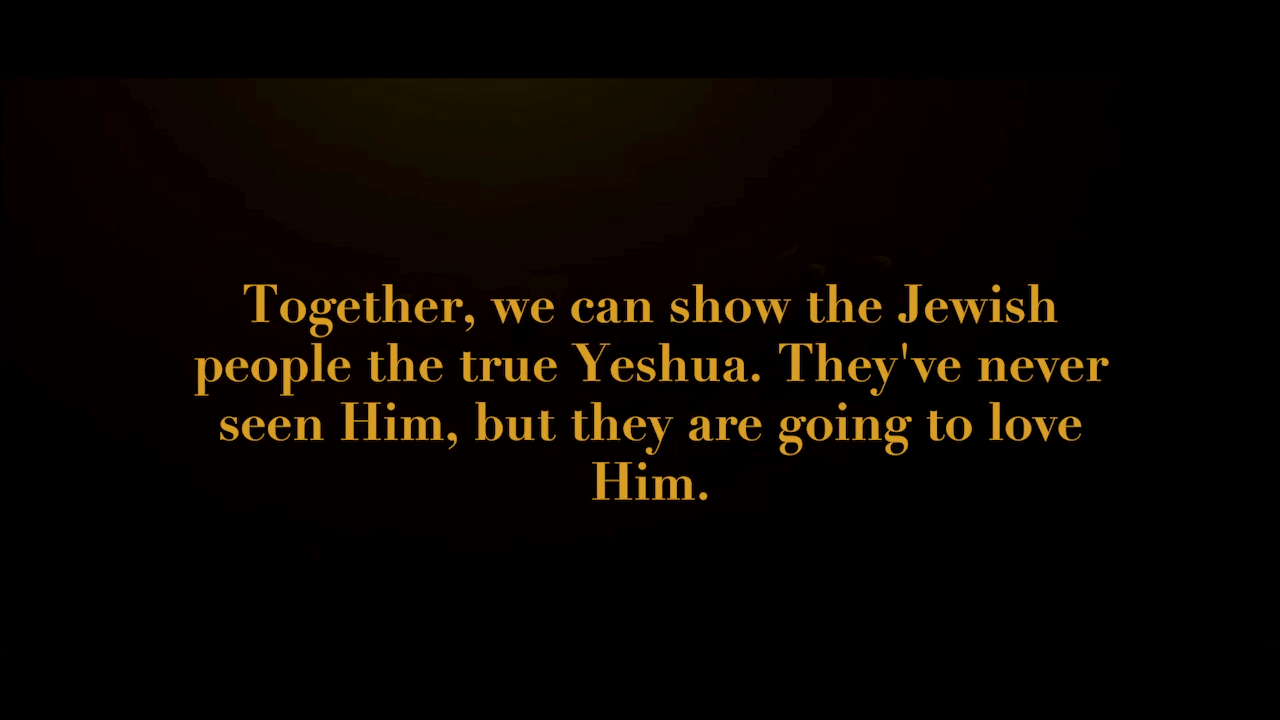 Together, we can show the Jewish
people the true Yeshua. They've never
seen Him, but they are going to love
Him.